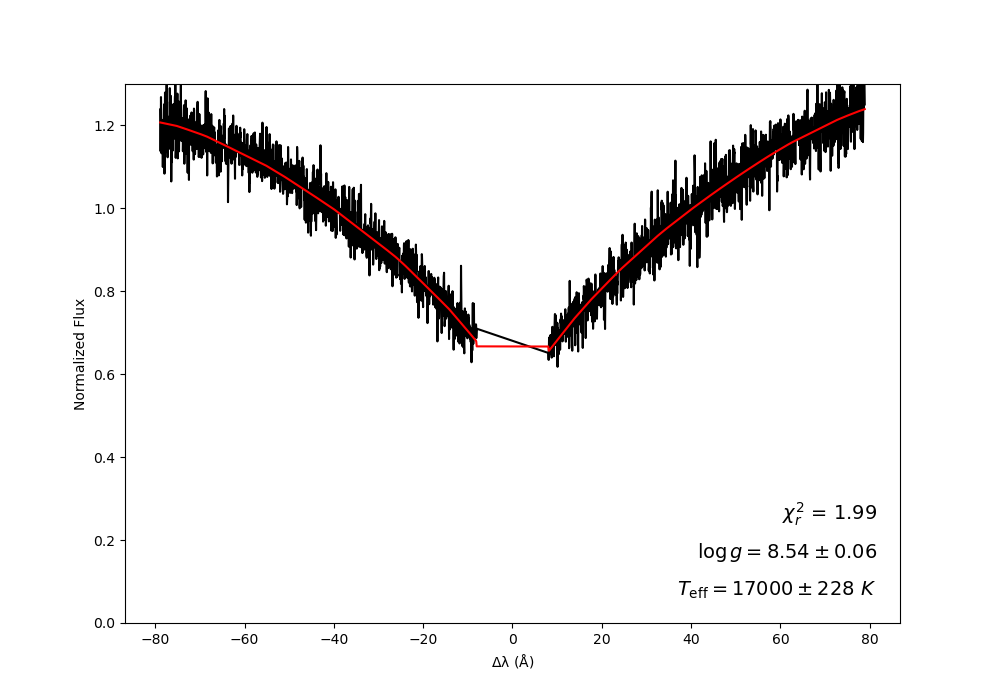 1.2
1.0
0.8
0.6
0.4
0.2
0.0
Normalized Flux
χ²ᵣ = 1.99
log g = 8.54 ± 0.06
T_eff = 17000 ± 228 K
−80 −60 −40 −20 0 20 40 60 80
Δλ (Å)